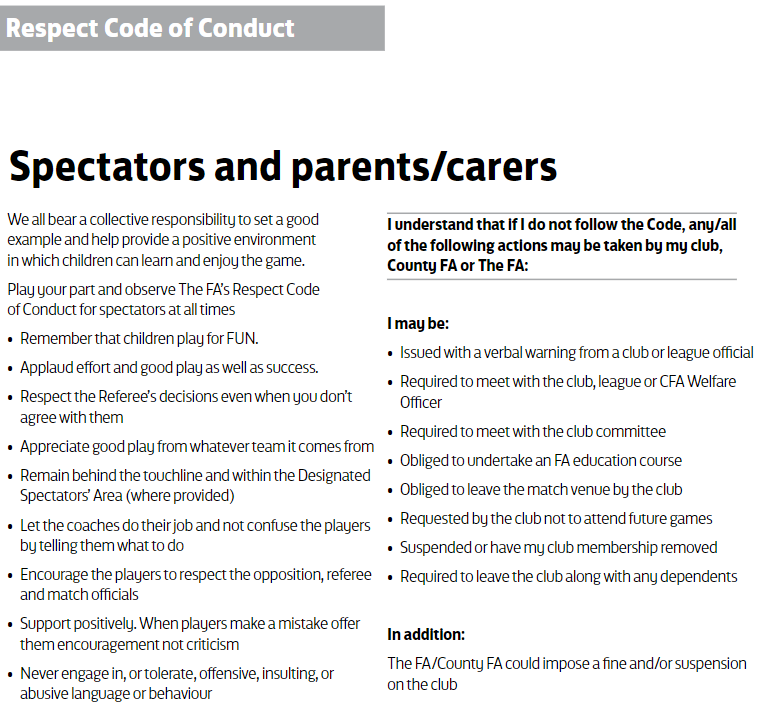 Respect Code of Conduct
Spectators and parents/carers
We all bear a collective responsibility to set a good
example and help provide a positive environment
in which children can learn and enjoy the game.
Play your part and observe The FA's Respect Code
of Conduct for spectators at all times
• Remember that children play for FUN.
• Applaud effort and good play as well as success.
• Respect the Referee's decisions even when you don't
agree with them
• Appreciate good play from whatever team it comes from
• Remain behind the touchline and within the Designated
Spectators' Area (where provided)
• Let the coaches do their job and not confuse the players
by telling them what to do
• Encourage the players to respect the opposition, referee
and match officials
• Support positively. When players make a mistake offer
them encouragement not criticism
• Never engage in, or tolerate, offensive, insulting, or
abusive language or behaviour
I understand that if I do not follow the Code, any/all
of the following actions may be taken by my club,
County FA or The FA:
I may be:
• Issued with a verbal warning from a club or league official
• Required to meet with the club, league or CFA Welfare
Officer
• Required to meet with the club committee
• Obliged to undertake an FA education course
• Obliged to leave the match venue by the club
• Requested by the club not to attend future games
• Suspended or have my club membership removed
• Required to leave the club along with any dependents
In addition:
The FA/County FA could impose a fine and/or suspension
on the club